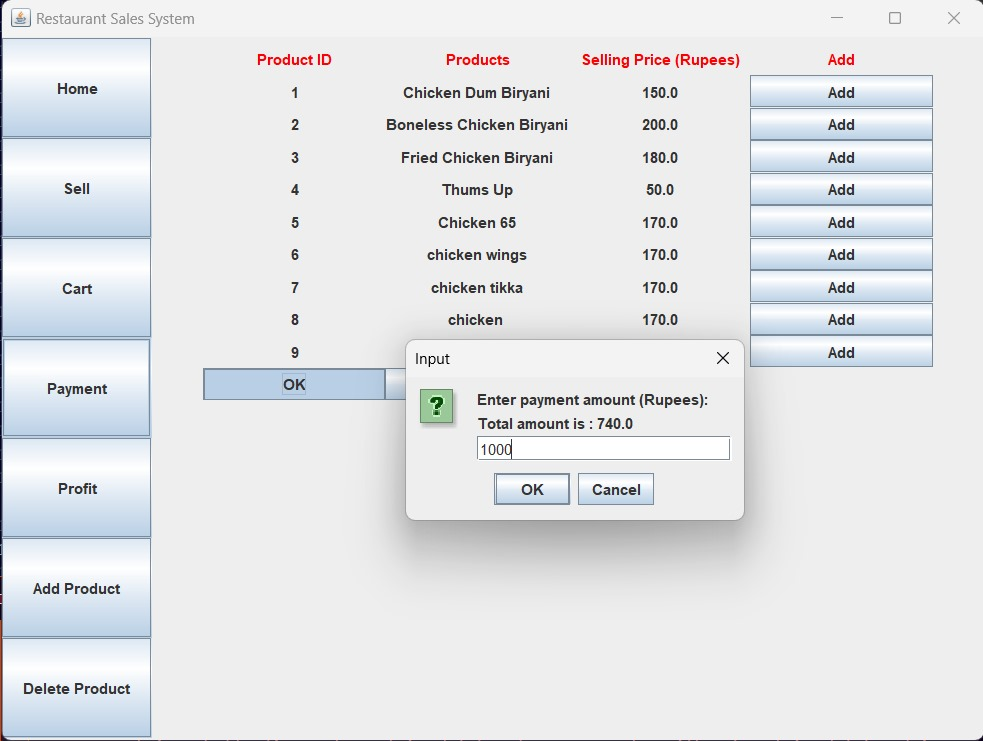 Restaurant Sales System
Home
Sell
Cart
Payment
Profit
Add Product
Delete Product
Product ID Products Selling Price (Rupees) Add
1 Chicken Dum Biryani 150.0 Add
2 Boneless Chicken Biryani 200.0 Add
3 Fried Chicken Biryani 180.0 Add
4 Thums Up 50.0 Add
5 Chicken 65 170.0 Add
6 chicken wings 170.0 Add
7 chicken tikka 170.0 Add
8 chicken 170.0 Add
9 Add
OK
Input
?
Enter payment amount (Rupees):
Total amount is : 740.0
1000
OK Cancel